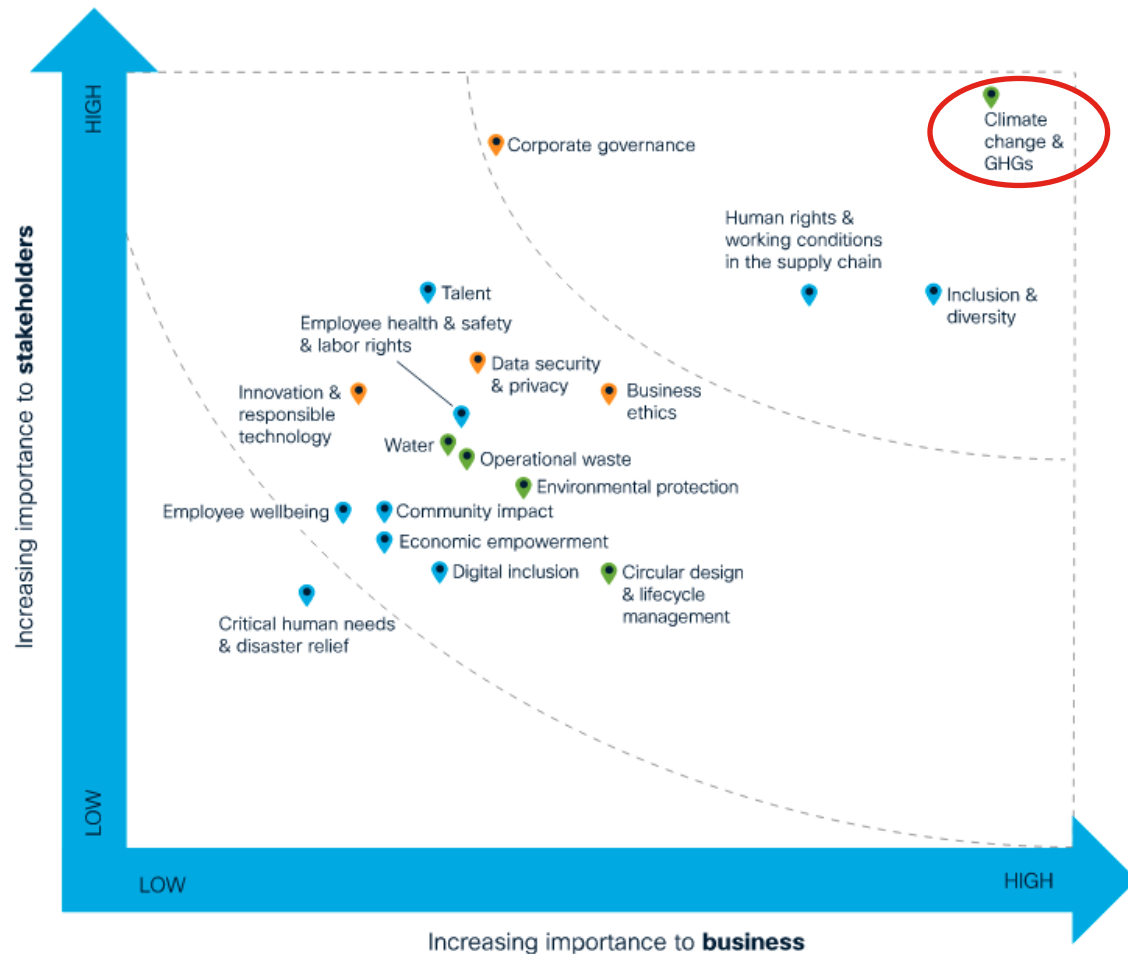 HIGH
Climate
change &
GHGs
Corporate governance
Human rights &
working conditions
in the supply chain
Talent
Inclusion &
diversity
Employee health & safety
& labor rights
Data security
& privacy
Innovation &
responsible
technology
Business
ethics
Water
Operational waste
Environmental protection
Employee wellbeing
Community impact
Economic empowerment
Digital inclusion
Circular design
& lifecycle
management
Critical human needs
& disaster relief
Increasing importance to stakeholders
LOW
LOW
HIGH
Increasing importance to business